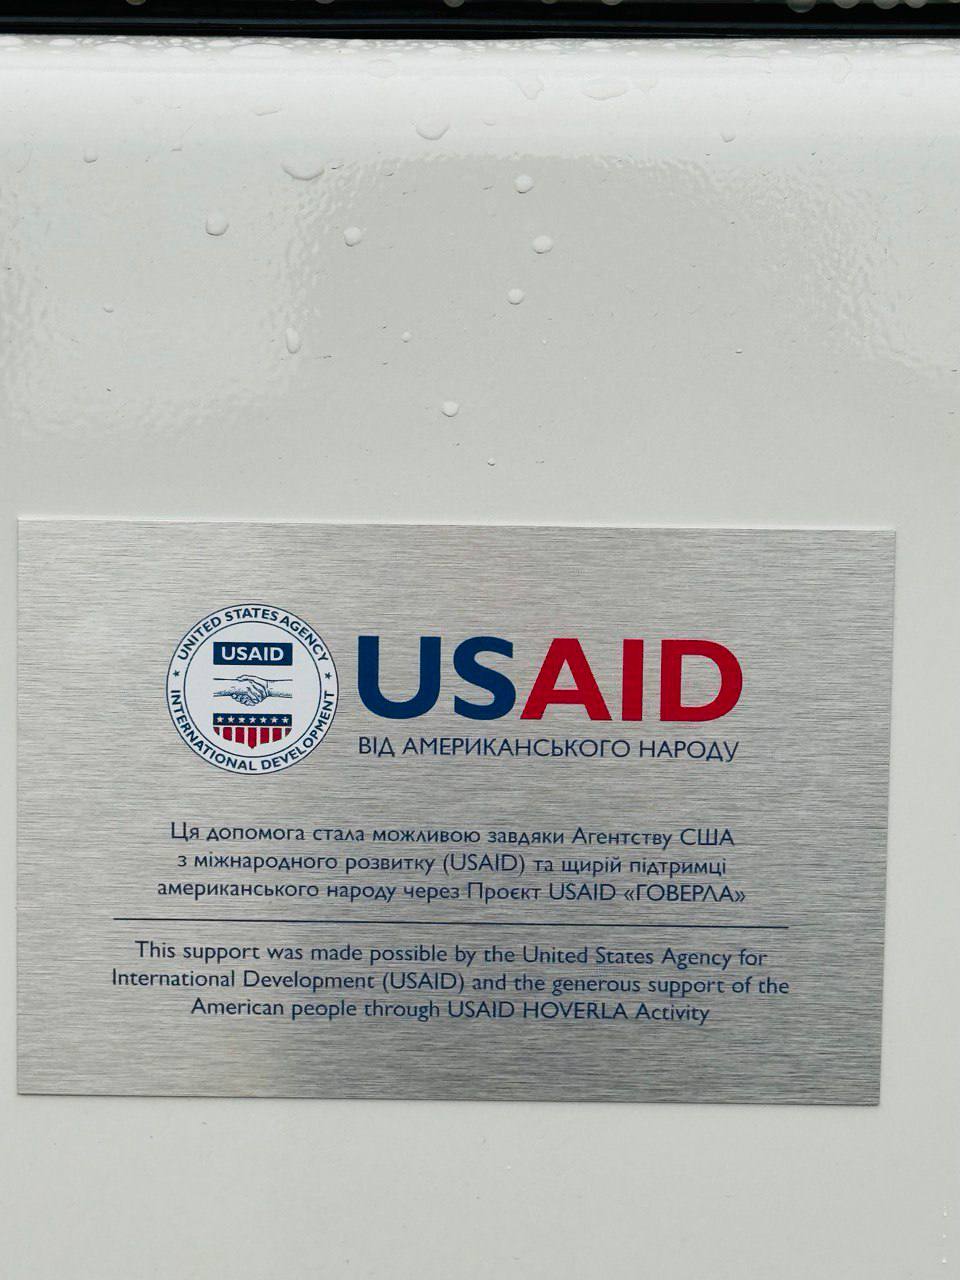 UNITED STATES AGENCY
USAID
INTERNATIONAL DEVELOPMENT
USAID
ВІД АМЕРИКАНСЬКОГО НАРОДУ
Ця допомога стала можливою завдяки Агентству США
з міжнародного розвитку (USAID) та щирій підтримці
американського народу через Проєкт USAID «ГОВЕРЛА»
This support was made possible by the United States Agency for
International Development (USAID) and the generous support of the
American people through USAID HOVERLA Activity